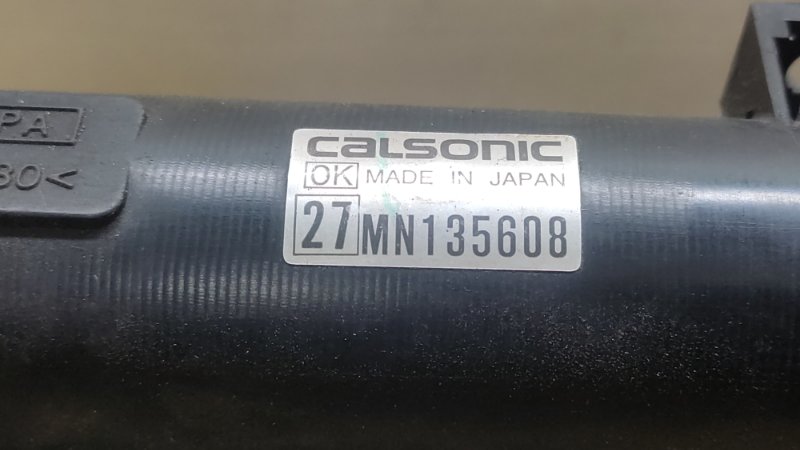 PA
30<
CALSONIC
OK MADE IN JAPAN
27 MN135608